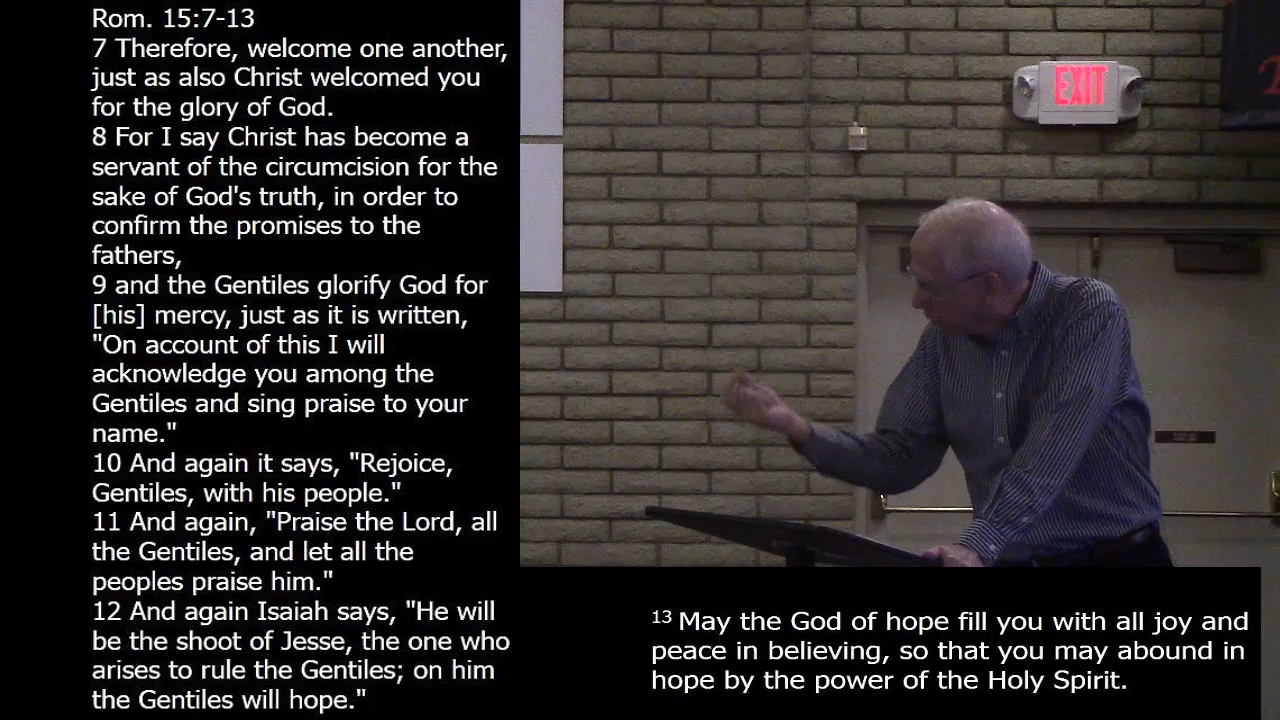 Rom. 15:7-13
7 Therefore, welcome one another,
just as also Christ welcomed you
for the glory of God.
8 For I say Christ has become a
servant of the circumcision for the
sake of God's truth, in order to
confirm the promises to the
fathers,
9 and the Gentiles glorify God for
[his] mercy, just as it is written,
"On account of this I will
acknowledge you among the
Gentiles and sing praise to your
name."
10 And again it says, "Rejoice,
Gentiles, with his people."
11 And again, "Praise the Lord, all
the Gentiles, and let all the
peoples praise him."
12 And again Isaiah says, "He will
be the shoot of Jesse, the one who
arises to rule the Gentiles; on him
the Gentiles will hope."
EXIT
13 May the God of hope fill you with all joy and
peace in believing, so that you may abound in
hope by the power of the Holy Spirit.